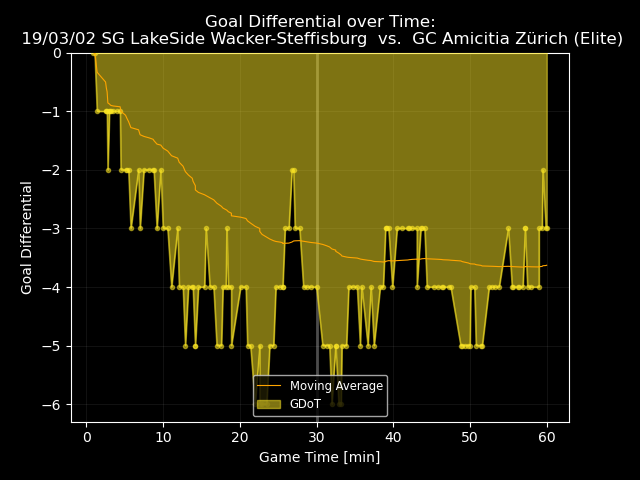 Goal Differential over Time:
19/03/02 SG LakeSide Wacker-Steffisburg  vs.  GC Amicitia Zürich (Elite)
0
−1
−2
−3
−4
−5
−6
Goal Differential
Moving Average
GDoT
0 10 20 30 40 50 60
Game Time [min]